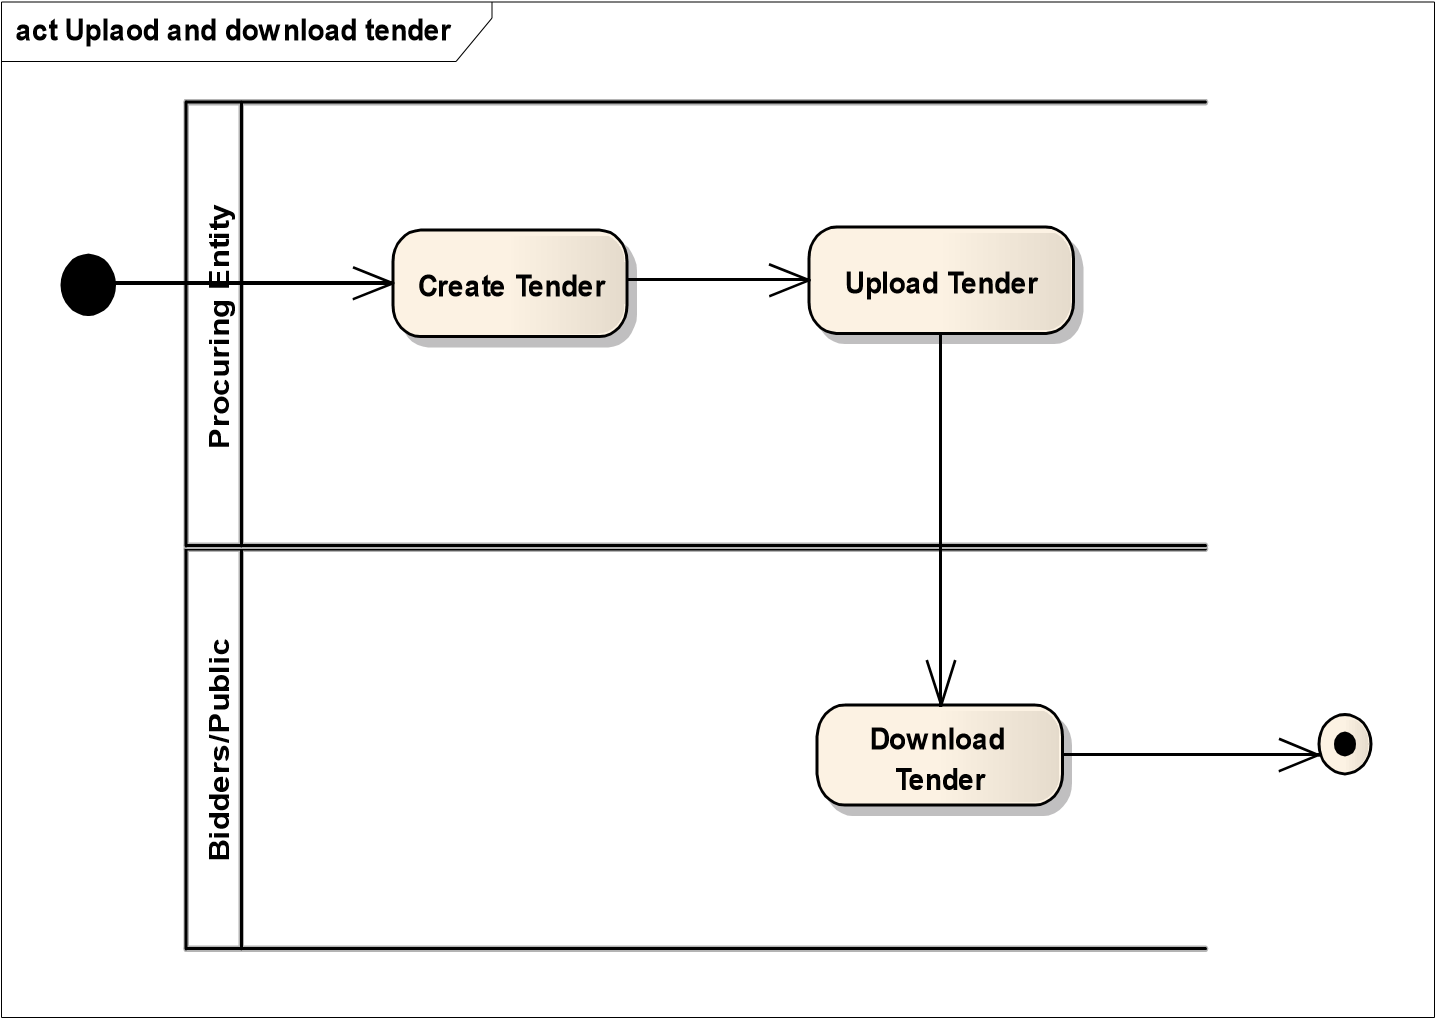 act Uplaod and download tender
Procuring Entity
Create Tender
Upload Tender
Bidders/Public
Download
Tender